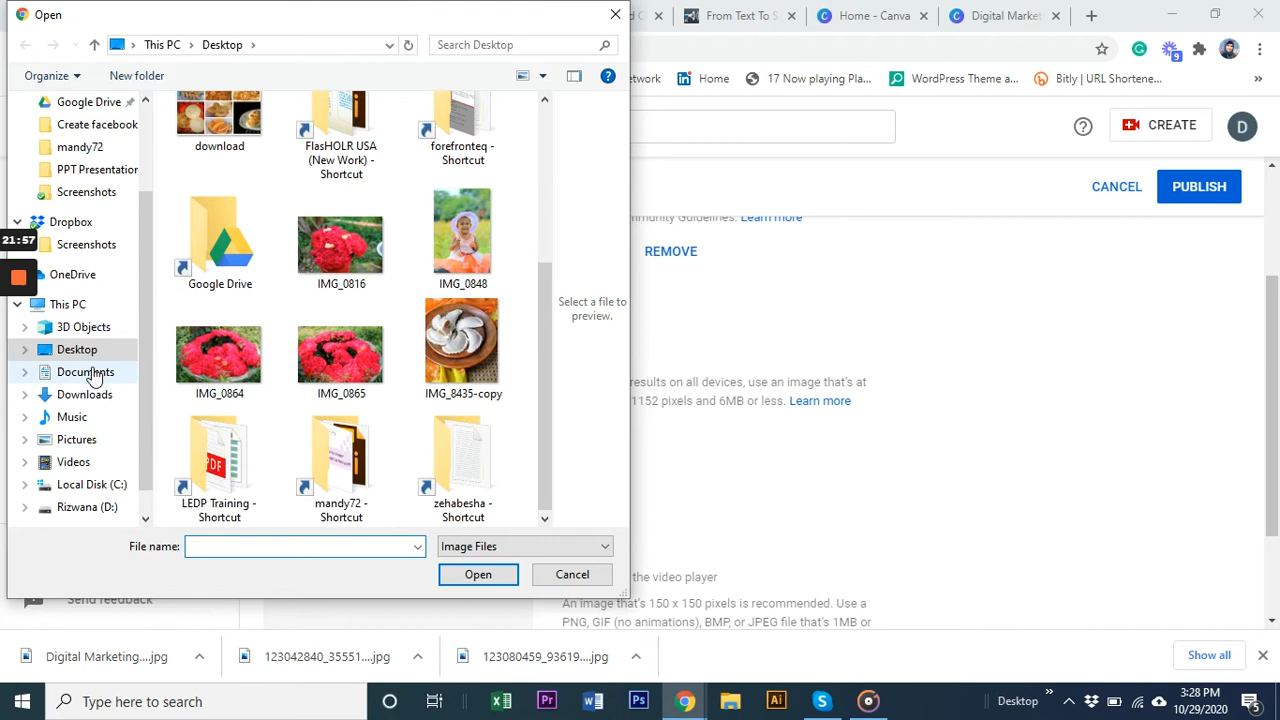 Open
This PC
Desktop
Search Desktop
Organize
New folder
Google Drive
Create facebook
mandy72
PPT Presentation
Screenshots
Dropbox
Screenshots
OneDrive
This PC
3D Objects
Desktop
Documents
Downloads
Music
Pictures
Videos
Local Disk (C:)
Rizwana (D:)
21:57
download
FlasHOLR USA
(New Work) -
Shortcut
forefronteq -
Shortcut
Google Drive
IMG_0816
IMG_0848
IMG_0864
IMG_0865
IMG_8435-copy
PDF
LEDP Training -
Shortcut
mandy72 -
Shortcut
zehabesha -
Shortcut
Select a file to
preview.
File name:
Image Files
Open
Cancel
From Text To S
Home - Canva
Digital Marke
9
etwork
Home
17 Now playing Pla...
WordPress Theme a...
Bitly | URL Shortene...
CREATE
D
CANCEL
PUBLISH
munity Guidelines. Learn more
REMOVE
results on all devices, use an image that's at
1152 pixels and 6MB or less. Learn more
the video player
An image that's 150 x 150 pixels is recommended. Use a
PNG, GIF (no animations), BMP, or JPEG file that's 1MB or
Send feedback
Digital Marketing....jpg
123042840_35551....jpg
123080459_93619....jpg
Show all
Type here to search
Pr
Ps
Ai
Desktop
3:28 PM
10/29/2020
5